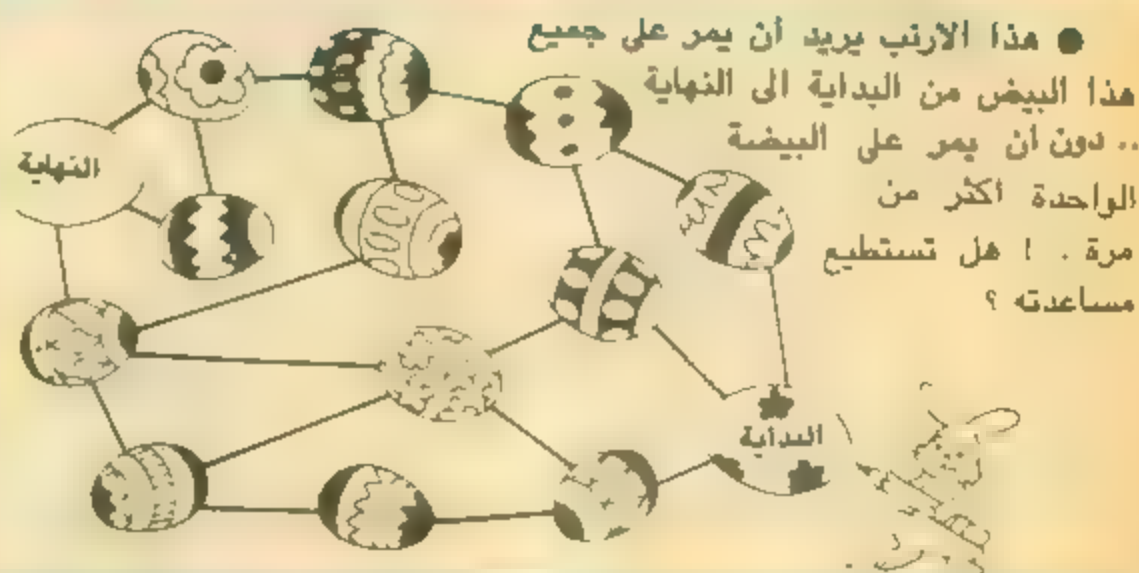 ● هذا الارنب يريد أن يمر على جميع
هذا البيض من البداية الى النهاية
.. دون أن يمر على البيضة
الواحدة أكثر من
مرة . ! هل تستطيع
مساعدته ؟
النهاية
البداية